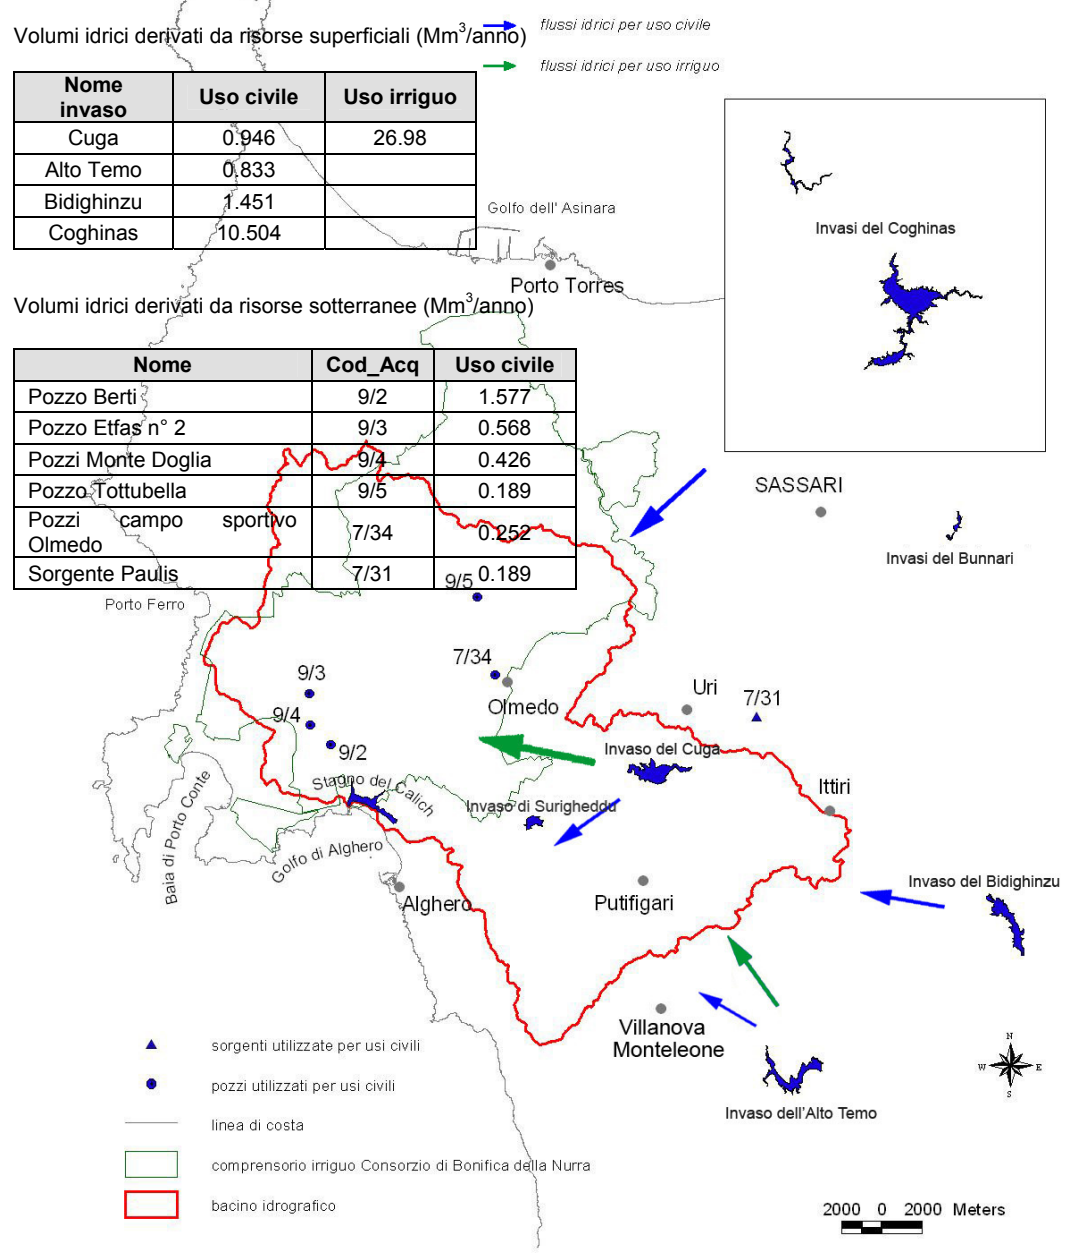 flussi idrici per uso civile
Volumi idrici derivati da risorse superficiali (Mm³/anno)
flussi idrici per uso irriguo
Nome invaso Uso civile Uso irriguo
Cuga 0.946 26.98
Alto Temo 0.833
Bidighinzu 1.451
Coghinas 10.504
Golfo dell' Asinara
Invasi del Coghinas
Porto Torres
Volumi idrici derivati da risorse sotterranee (Mm³/anno)
Nome Cod_Acq Uso civile
Pozzo Berti 9/2 1.577
Pozzo Etfas n° 2 9/3 0.568
Pozzi Monte Doglia 9/4 0.426
Pozzo Tottubella 9/5 0.189
Pozzi campo sportivo Olmedo 7/34 0.252
Sorgente Paulis 7/31 0.189
SASSARI
Invasi del Bunnari
9/5
Porto Ferro
7/34
9/3
Uri
7/31
Olmedo
9/4
9/2
Invaso del Cuga
Stagno del Calich
Ittiri
Invaso di Surigheddu
Baia di Porto Conte
Golfo di Alghero
Invaso del Bidighinzu
Alghero
Putifigari
Villanova
Monteleone
Invaso dell'Alto Temo
N
W
E
S
sorgenti utilizzate per usi civili
pozzi utilizzati per usi civili
linea di costa
comprensorio irriguo Consorzio di Bonifica della Nurra
bacino idrografico
2000 0 2000 Meters